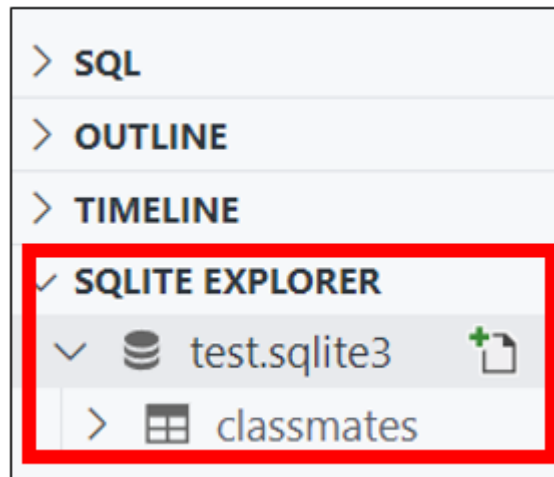 SQL
OUTLINE
TIMELINE
SQLITE EXPLORER
test.sqlite3
classmates